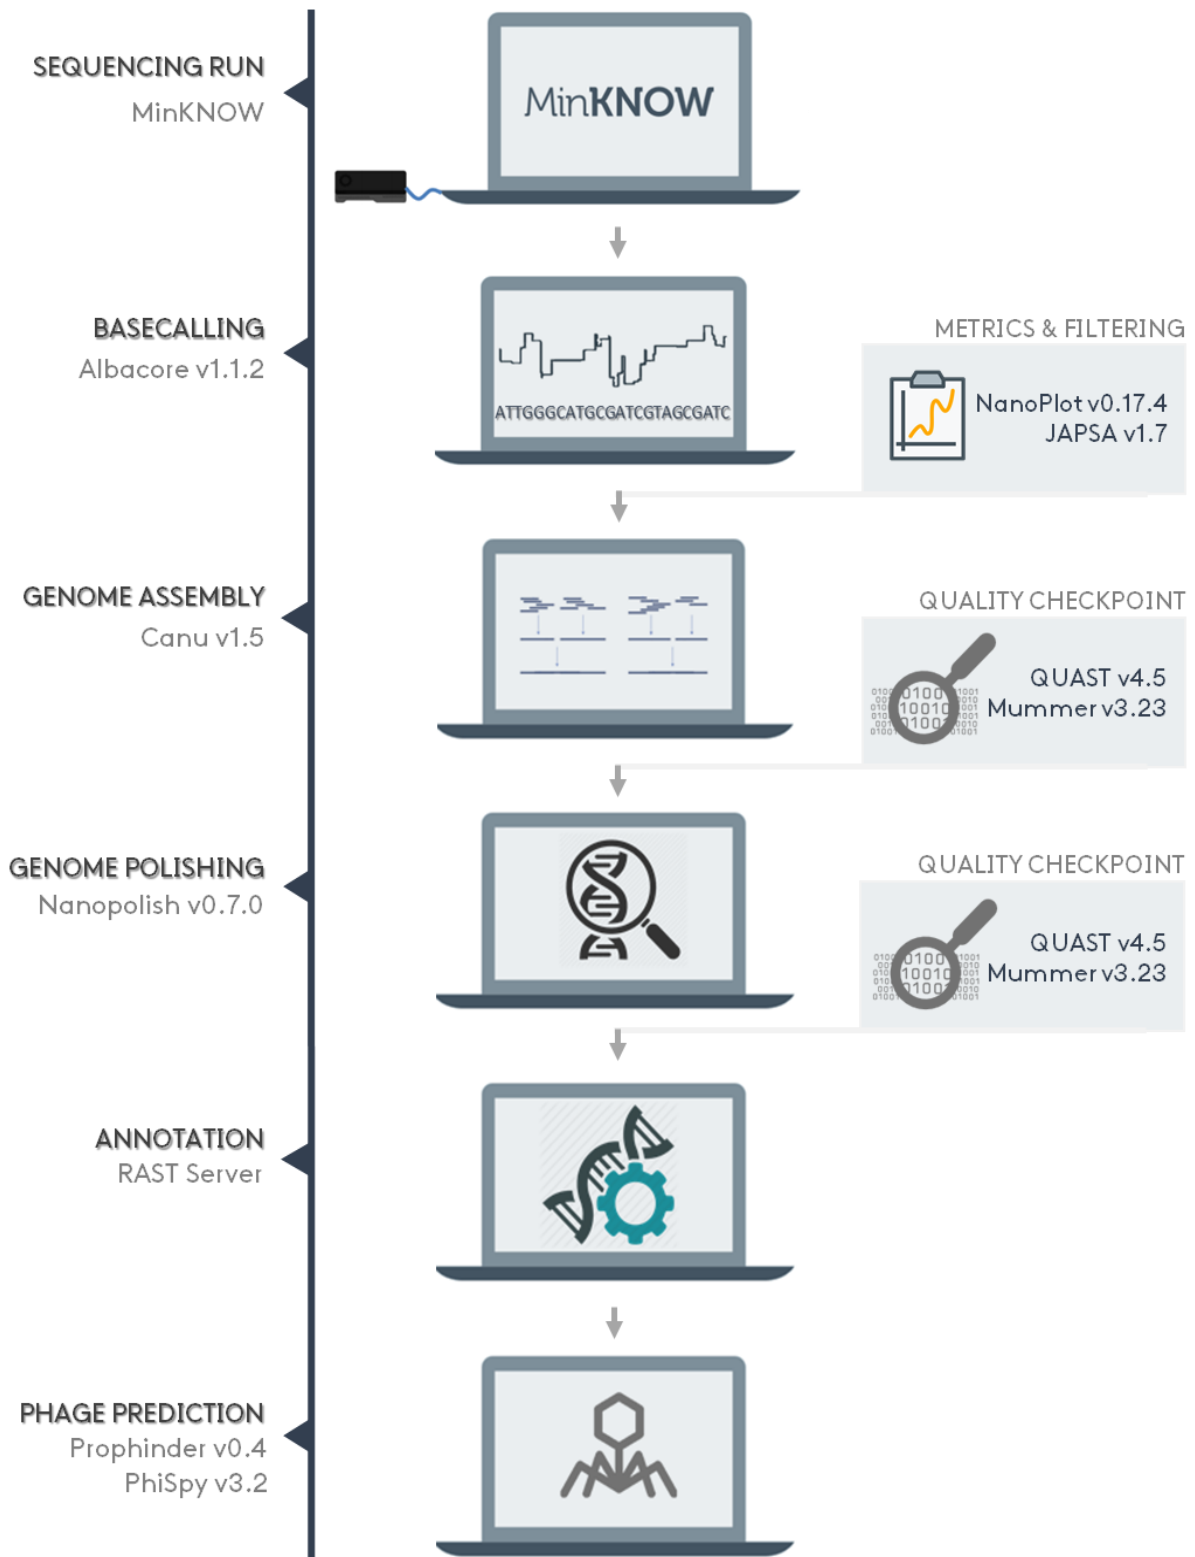 SEQUENCING RUN
MinKNOW
MinKNOW
BASECALLING
Albacore v1.1.2
ATTGGGCATGCGATCGTAGCGATC
METRICS & FILTERING
NanoPlot v0.17.4
JAPSA v1.7
GENOME ASSEMBLY
Canu v1.5
QUALITY CHECKPOINT
QUAST v4.5
Mummer v3.23
GENOME POLISHING
Nanopolish v0.7.0
QUALITY CHECKPOINT
QUAST v4.5
Mummer v3.23
ANNOTATION
RAST Server
PHAGE PREDICTION
Prophinder v0.4
PhiSpy v3.2